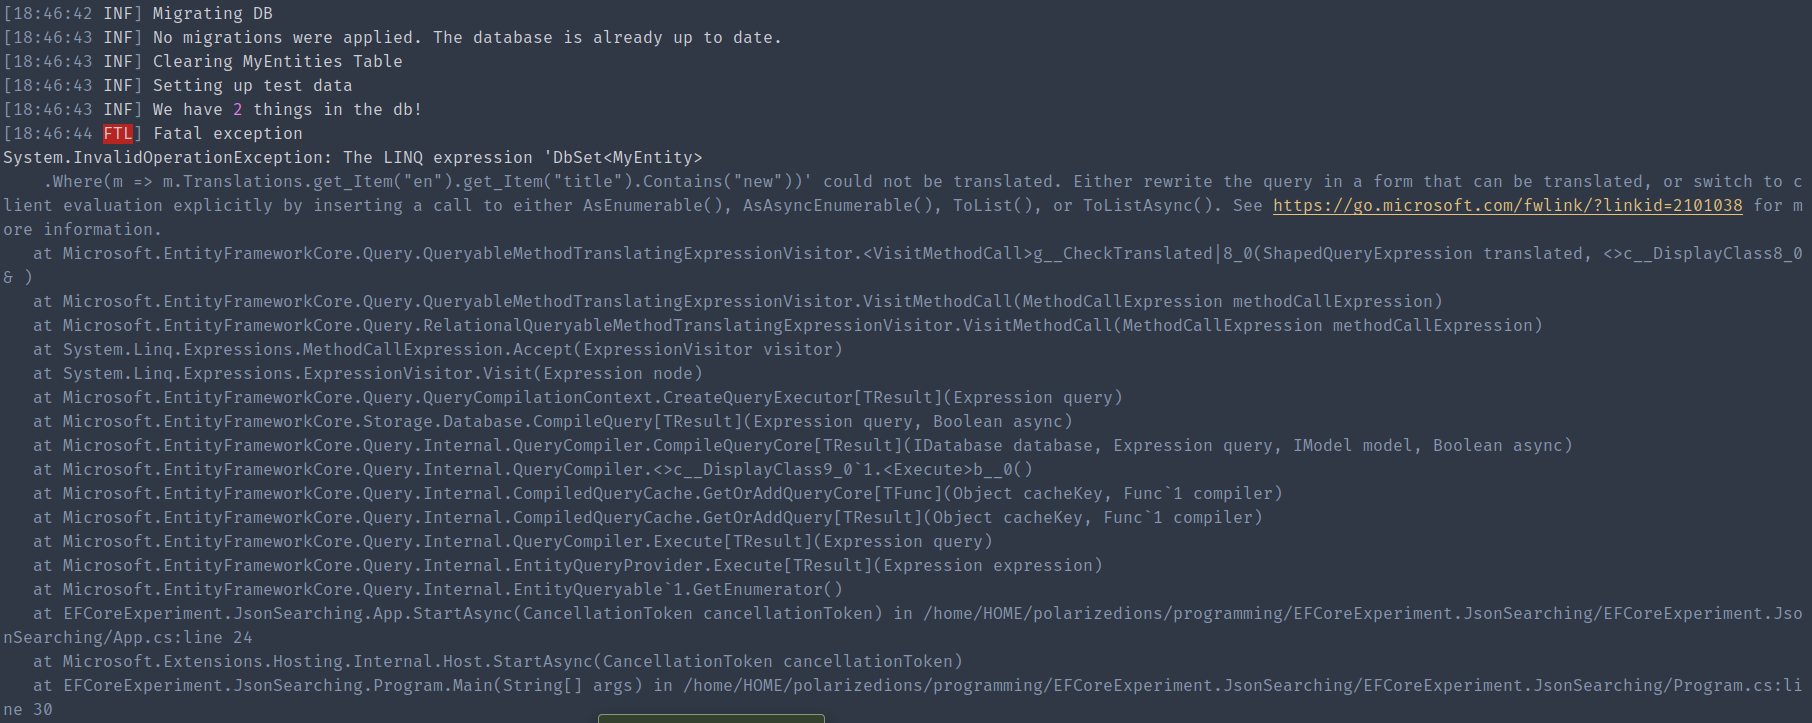 [18:46:42 INF] Migrating DB
[18:46:43 INF] No migrations were applied. The database is already up to date.
[18:46:43 INF] Clearing MyEntities Table
[18:46:43 INF] Setting up test data
[18:46:43 INF] We have 2 things in the db!
[18:46:44 FTL] Fatal exception
System.InvalidOperationException: The LINQ expression 'DbSet<MyEntity>
    .Where(m => m.Translations.get_Item("en").get_Item("title").Contains("new"))' could not be translated. Either rewrite the query in a form that can be translated, or switch to c
lient evaluation explicitly by inserting a call to either AsEnumerable(), AsAsyncEnumerable(), ToList(), or ToListAsync(). See https://go.microsoft.com/fwlink/?linkid=2101038 for m
ore information.
   at Microsoft.EntityFrameworkCore.Query.QueryableMethodTranslatingExpressionVisitor.<VisitMethodCall>g__CheckTranslated|8_0(ShapedQueryExpression translated, <>c__DisplayClass8_0
& )
   at Microsoft.EntityFrameworkCore.Query.QueryableMethodTranslatingExpressionVisitor.VisitMethodCall(MethodCallExpression methodCallExpression)
   at Microsoft.EntityFrameworkCore.Query.RelationalQueryableMethodTranslatingExpressionVisitor.VisitMethodCall(MethodCallExpression methodCallExpression)
   at System.Linq.Expressions.MethodCallExpression.Accept(ExpressionVisitor visitor)
   at System.Linq.Expressions.ExpressionVisitor.Visit(Expression node)
   at Microsoft.EntityFrameworkCore.Query.QueryCompilationContext.CreateQueryExecutor[TResult](Expression query)
   at Microsoft.EntityFrameworkCore.Storage.Database.CompileQuery[TResult](Expression query, Boolean async)
   at Microsoft.EntityFrameworkCore.Query.Internal.QueryCompiler.CompileQueryCore[TResult](IDatabase database, Expression query, IModel model, Boolean async)
   at Microsoft.EntityFrameworkCore.Query.Internal.QueryCompiler.<>c__DisplayClass9_0`1.<Execute>b__0()
   at Microsoft.EntityFrameworkCore.Query.Internal.CompiledQueryCache.GetOrAddQueryCore[TFunc](Object cacheKey, Func`1 compiler)
   at Microsoft.EntityFrameworkCore.Query.Internal.CompiledQueryCache.GetOrAddQuery[TResult](Object cacheKey, Func`1 compiler)
   at Microsoft.EntityFrameworkCore.Query.Internal.QueryCompiler.Execute[TResult](Expression query)
   at Microsoft.EntityFrameworkCore.Query.Internal.EntityQueryProvider.Execute[TResult](Expression expression)
   at Microsoft.EntityFrameworkCore.Query.Internal.EntityQueryable`1.GetEnumerator()
   at EFCoreExperiment.JsonSearching.App.StartAsync(CancellationToken cancellationToken) in /home/HOME/polarizedions/programming/EFCoreExperiment.JsonSearching/EFCoreExperiment.Jso
nSearching/App.cs:line 24
   at Microsoft.Extensions.Hosting.Internal.Host.StartAsync(CancellationToken cancellationToken)
   at EFCoreExperiment.JsonSearching.Program.Main(String[] args) in /home/HOME/polarizedions/programming/EFCoreExperiment.JsonSearching/EFCoreExperiment.JsonSearching/Program.cs:li
ne 30